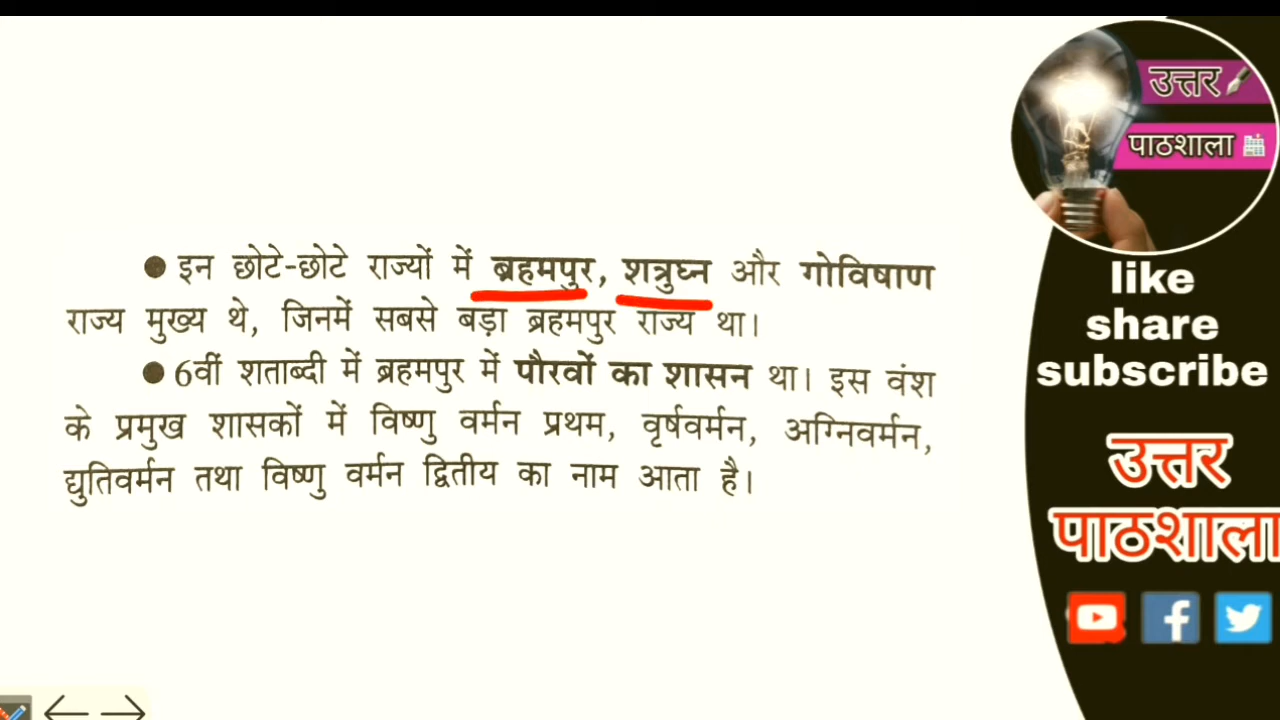 ● इन छोटे-छोटे राज्यों में ब्रहमपुर, शत्रुघ्न और गोविषाण
राज्य मुख्य थे, जिनमें सबसे बड़ा ब्रहमपुर राज्य था।
● 6वीं शताब्दी में ब्रहमपुर में पौरवों का शासन था। इस वंश
के प्रमुख शासकों में विष्णु वर्मन प्रथम, वृर्षवर्मन, अग्निवर्मन,
द्युतिवर्मन तथा विष्णु वर्मन द्वितीय का नाम आता है।
उत्तर
पाठशाला
like
share
subscribe
उत्तर
पाठशाला